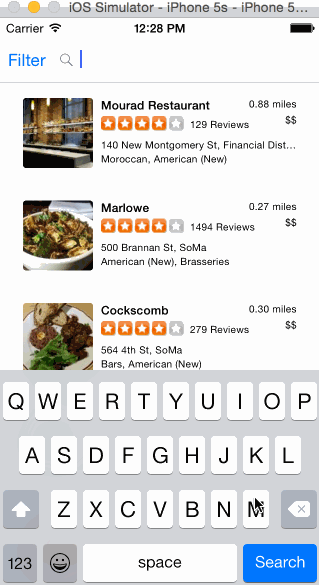 iOS Simulator - iPhone 5s - iPhone 5...
Carrier 12:28 PM
Filter
Mourad Restaurant 0.88 miles
129 Reviews $$
140 New Montgomery St, Financial Dist...
Moroccan, American (New)
Marlowe 0.27 miles
1494 Reviews $$
500 Brannan St, SoMa
American (New), Brasseries
Cockscomb 0.30 miles
279 Reviews $$
564 4th St, SoMa
Bars, American (New)
Q W E R T Y U I O P
A S D F G H J K L
Z X C V B N M
123 space Search